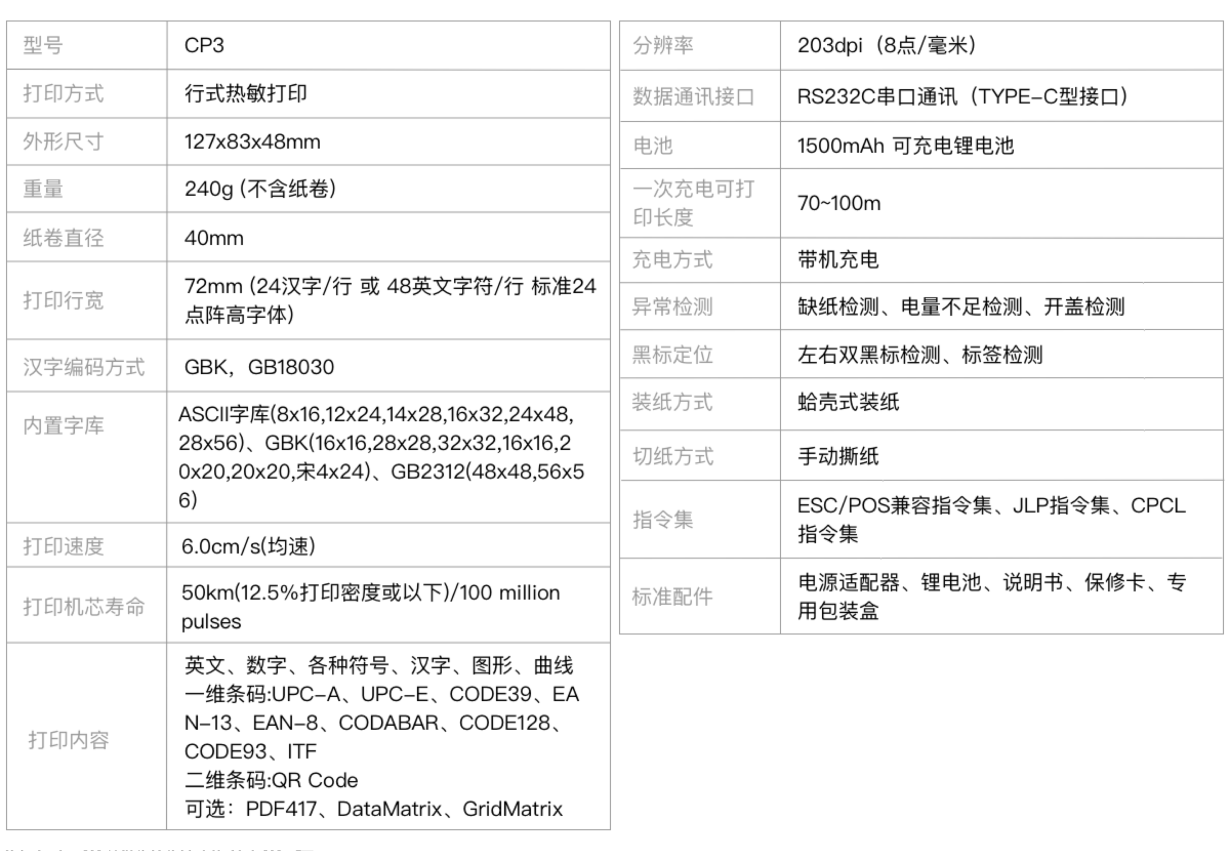 型号 CP3
打印方式 行式热敏打印
外形尺寸 127x83x48mm
重量 240g (不含纸卷)
纸卷直径 40mm
打印行宽 72mm (24汉字/行 或 48英文字符/行 标准24
点阵高字体)
汉字编码方式 GBK，GB18030
内置字库 ASCII字库(8x16,12x24,14x28,16x32,24x48,
28x56)、GBK(16x16,28x28,32x32,16x16,2
0x20,20x20,宋4x24)、GB2312(48x48,56x5
6)
打印速度 6.0cm/s(均速)
打印机芯寿命 50km(12.5%打印密度或以下)/100 million
pulses
打印内容 英文、数字、各种符号、汉字、图形、曲线
一维条码:UPC-A、UPC-E、CODE39、EA
N-13、EAN-8、CODABAR、CODE128、
CODE93、ITF
二维条码:QR Code
可选：PDF417、DataMatrix、GridMatrix
分辨率 203dpi（8点/毫米）
数据通讯接口 RS232C串口通讯（TYPE-C型接口）
电池 1500mAh 可充电锂电池
一次充电可打
印长度 70~100m
充电方式 带机充电
异常检测 缺纸检测、电量不足检测、开盖检测
黑标定位 左右双黑标检测、标签检测
装纸方式 蛤壳式装纸
切纸方式 手动撕纸
指令集 ESC/POS兼容指令集、JLP指令集、CPCL
指令集
标准配件 电源适配器、锂电池、说明书、保修卡、专
用包装盒